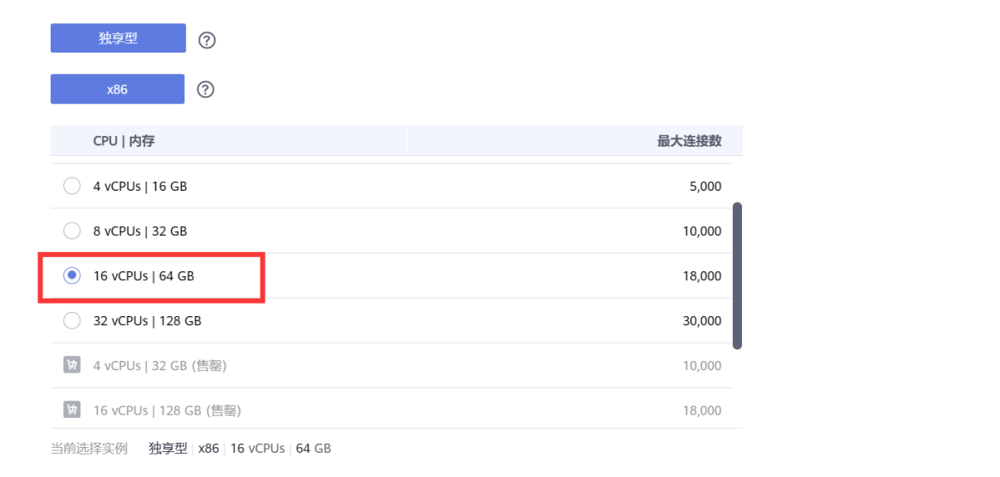 独享型
x86
CPU | 内存 最大连接数
4 vCPUs | 16 GB 5,000
8 vCPUs | 32 GB 10,000
16 vCPUs | 64 GB 18,000
32 vCPUs | 128 GB 30,000
4 vCPUs | 32 GB (售罄) 10,000
16 vCPUs | 128 GB (售罄) 18,000
当前选择实例 独享型 | x86 | 16 vCPUs | 64 GB